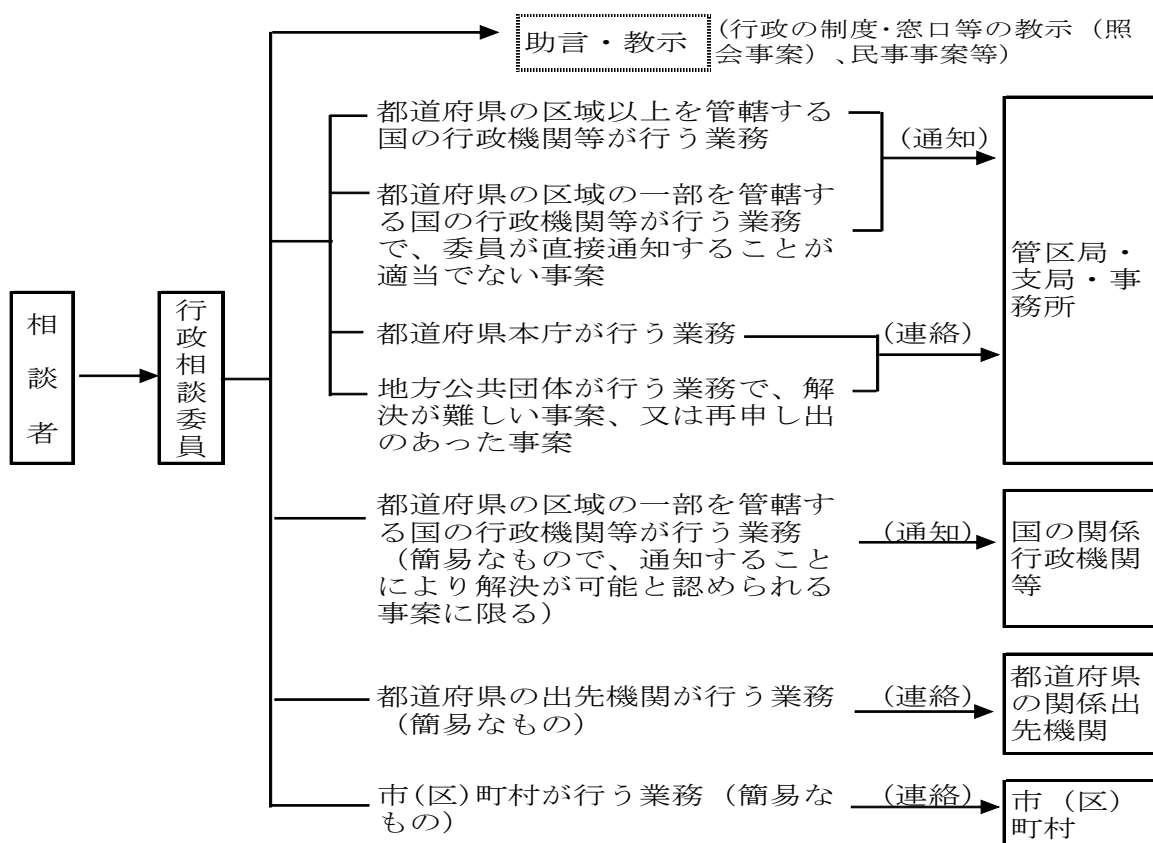 助言・教示
(行政の制度・窓口等の教示（照
会事案）、民事事案等)
都道府県の区域以上を管轄する
国の行政機関等が行う業務
(通知)
都道府県の区域の一部を管轄す
る国の行政機関等が行う業務
で、委員が直接通知することが
適当でない事案
管区局・
支局・事
務所
相談者
行政相談委員
都道府県本庁が行う業務
(連絡)
地方公共団体が行う業務で、解
決が難しい事案、又は再申し出
のあった事案
都道府県の区域の一部を管轄す
る国の行政機関等が行う業務
（簡易なもので、通知すること
により解決が可能と認められる
事案に限る）
(通知)
国の関係
行政機関
等
都道府県の出先機関が行う業務
（簡易なもの）
(連絡)
都道府県
の関係出
先機関
市(区)町村が行う業務（簡易な
もの）
(連絡)
市（区）
町村